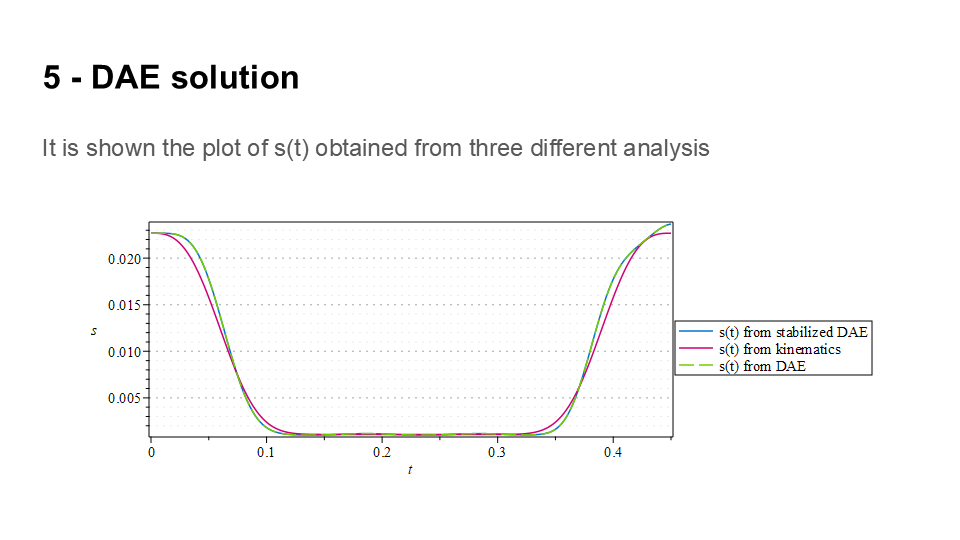 5 - DAE solution
It is shown the plot of s(t) obtained from three different analysis
0.020
0.015
s
0.010
0.005
0 0.1 0.2 0.3 0.4
t
s(t) from stabilized DAE
s(t) from kinematics
s(t) from DAE